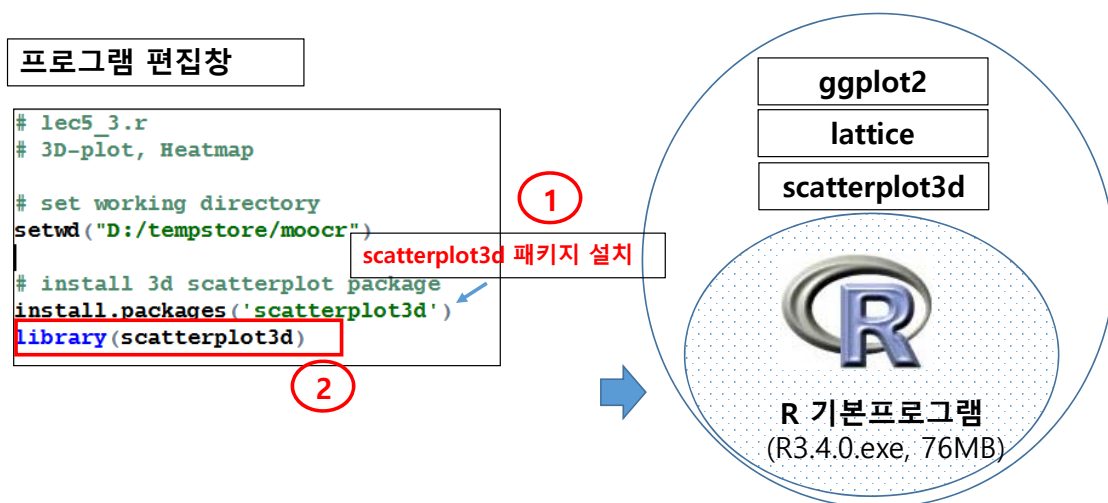 프로그램 편집창
# lec5_3.r
# 3D-plot, Heatmap
# set working directory
setwd("D:/tempstore/moocr")
# install 3d scatterplot package
install.packages('scatterplot3d')
library(scatterplot3d)
①
scatterplot3d 패키지 설치
②
ggplot2
lattice
scatterplot3d
R
R 기본프로그램
(R3.4.0.exe, 76MB)